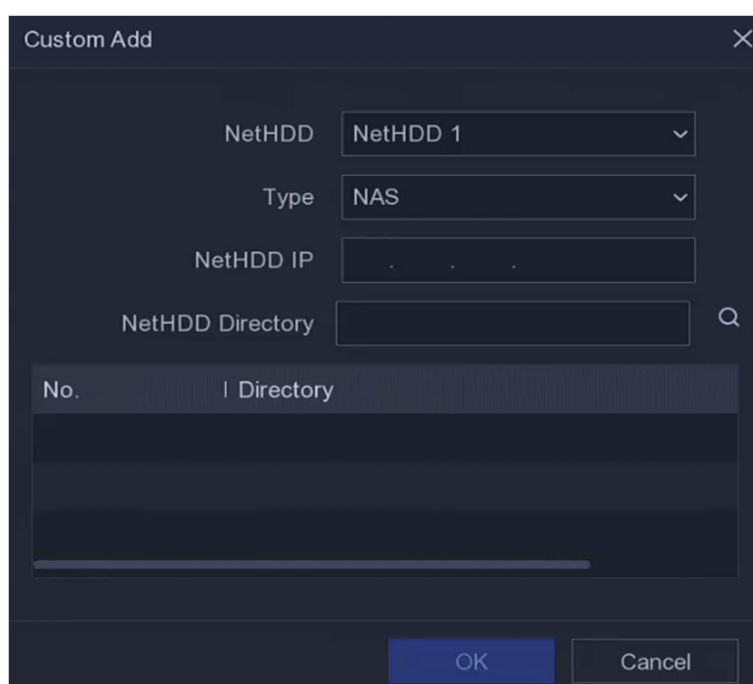 Custom Add
NetHDD NetHDD 1
Type NAS
NetHDD IP . . .
NetHDD Directory
No. Directory
OK Cancel